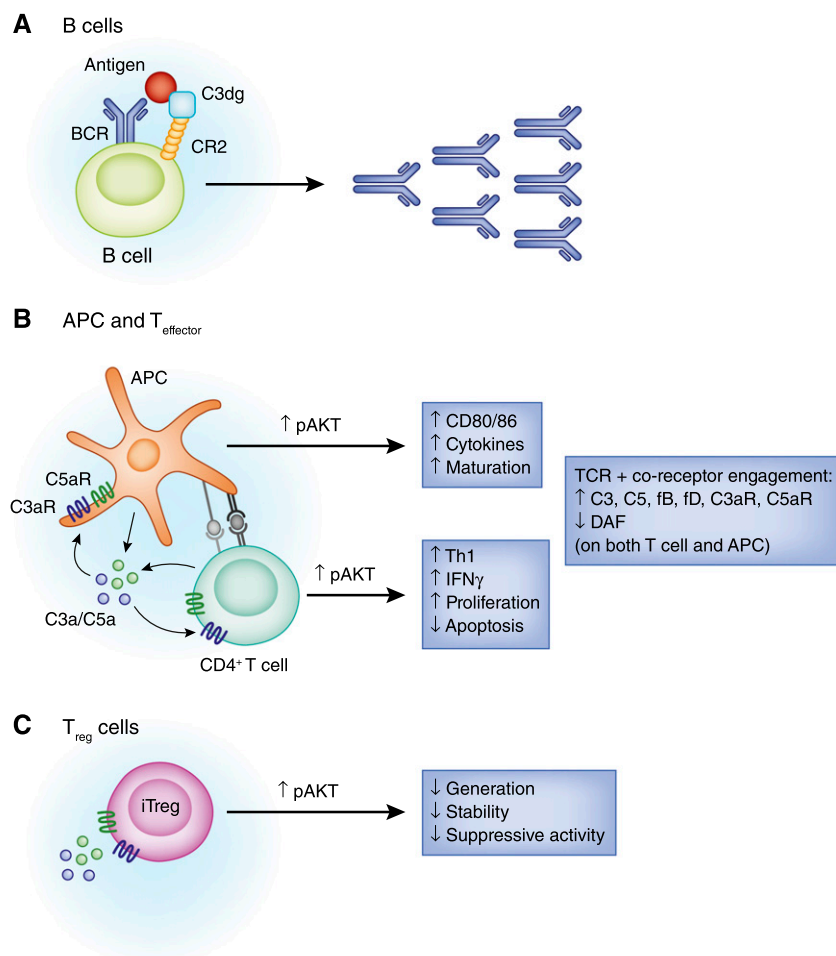 A B cells
Antigen
C3dg
BCR
CR2
B cell
B APC and Teffector
APC
C5aR
C3aR
C3a/C5a
CD4+ T cell
↑ pAKT
↑ CD80/86
↑ Cytokines
↑ Maturation
↑ pAKT
↑ Th1
↑ IFNγ
↑ Proliferation
↓ Apoptosis
TCR + co-receptor engagement:
↑ C3, C5, fB, fD, C3aR, C5aR
↓ DAF
(on both T cell and APC)
C Treg cells
iTreg
↑ pAKT
↓ Generation
↓ Stability
↓ Suppressive activity